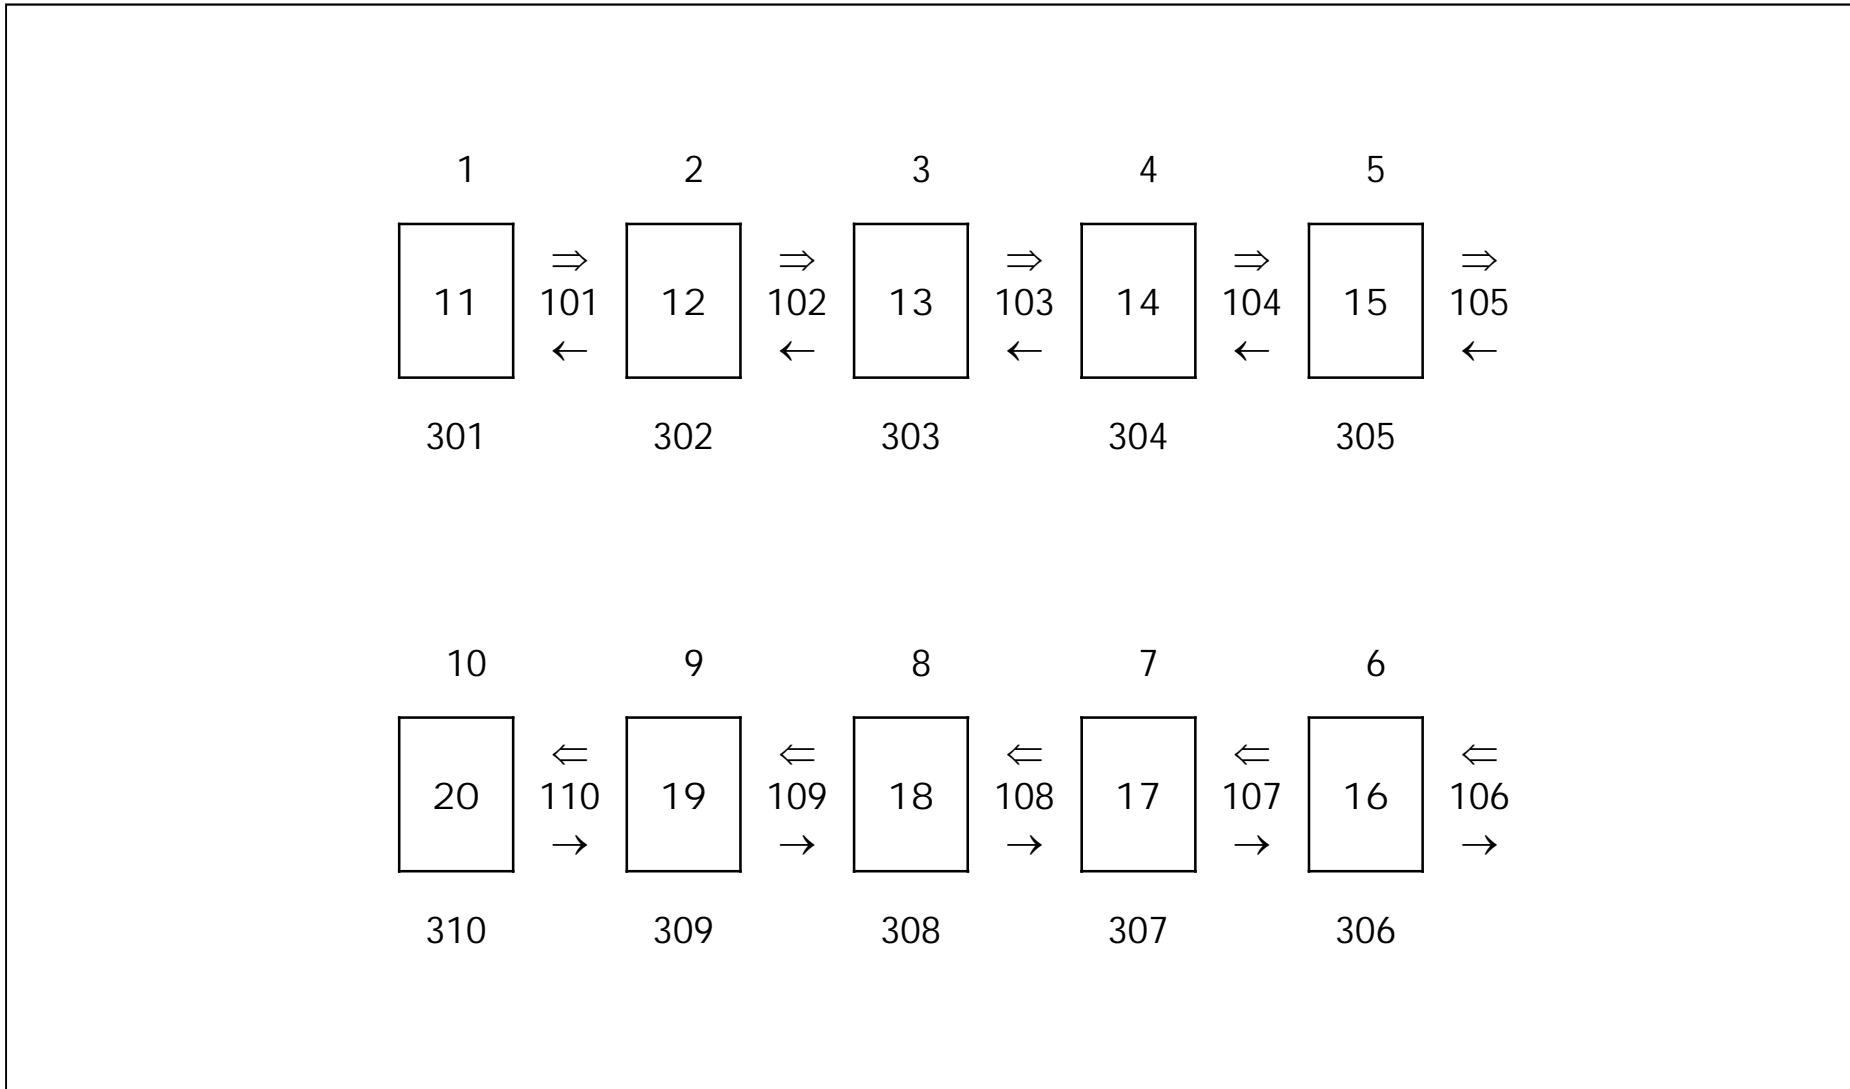 1 2 3 4 5
⇒ ⇒ ⇒ ⇒ ⇒
11 101 12 102 13 103 14 104 15 105
← ← ← ← ←
301 302 303 304 305
10 9 8 7 6
⇐ ⇐ ⇐ ⇐ ⇐
20 110 19 109 18 108 17 107 16 106
→ → → → →
310 309 308 307 306